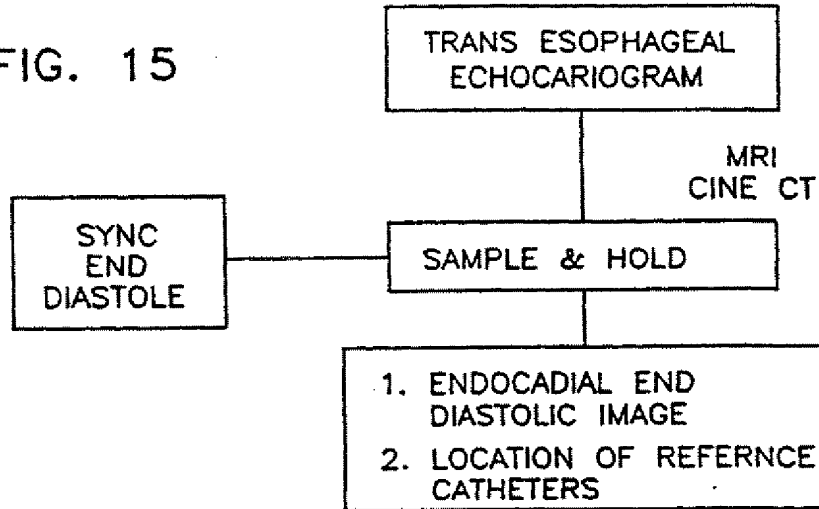 FIG. 15
TRANS ESOPHAGEAL
ECHOCARIOGRAM
MRI
CINE CT
SYNC
END
DIASTOLE
SAMPLE & HOLD
1. ENDOCADIAL END
DIASTOLIC IMAGE
2. LOCATION OF REFERNCE
CATHETERS